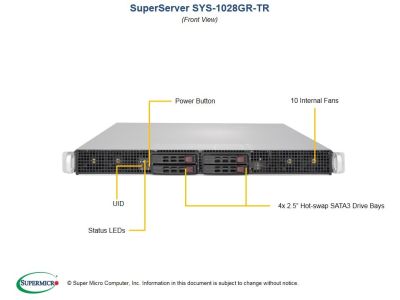 SuperServer SYS-1028GR-TR
(Front View)
Power Button
10 Internal Fans
UID
4x 2.5" Hot-swap SATA3 Drive Bays
Status LEDs
SUPERMICRO
© Super Micro Computer, Inc. Information in this document is subject to change without notice.